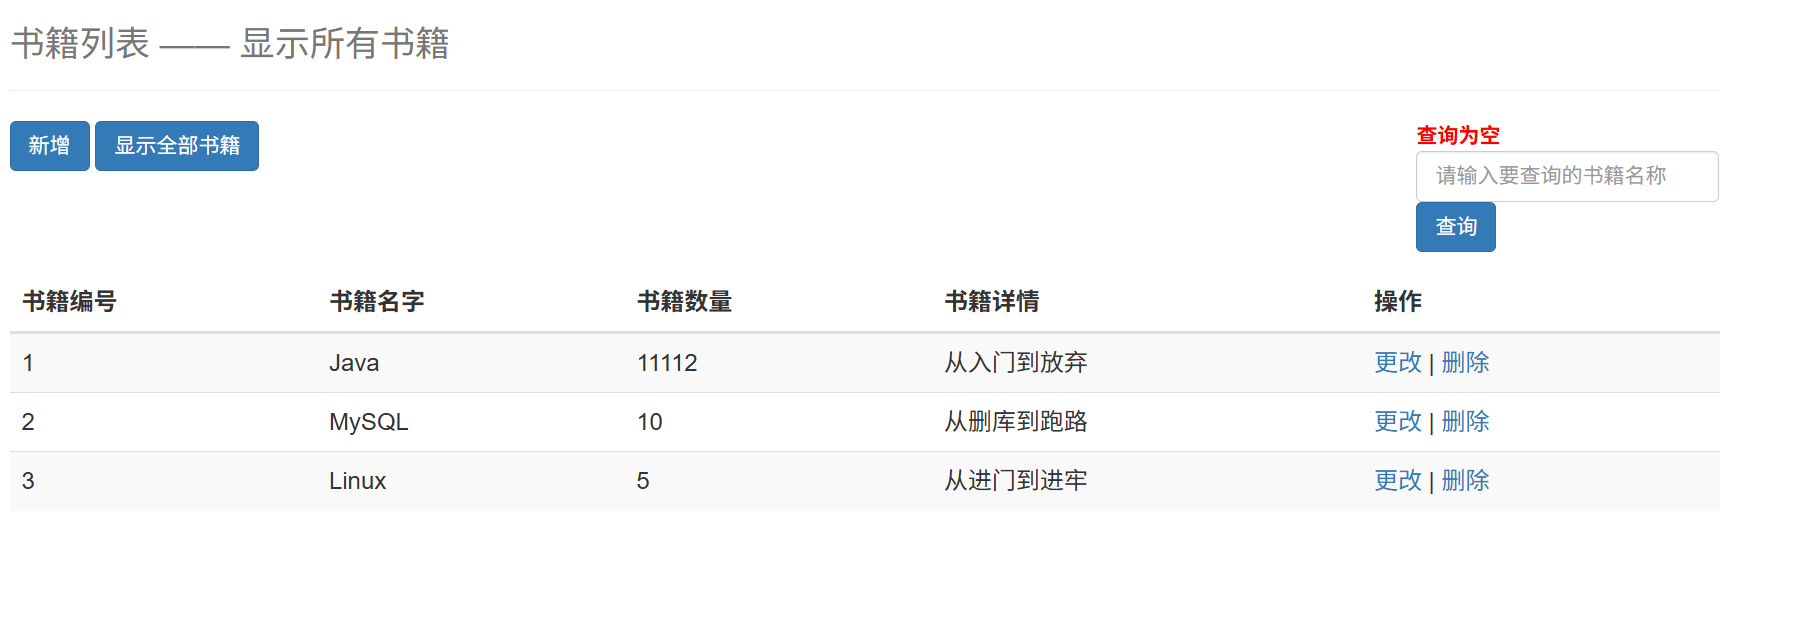 书籍列表 —— 显示所有书籍
新增 显示全部书籍
查询为空
请输入要查询的书籍名称
查询
书籍编号 书籍名字 书籍数量 书籍详情 操作
1 Java 11112 从入门到放弃 更改 | 删除
2 MySQL 10 从删库到跑路 更改 | 删除
3 Linux 5 从进门到进牢 更改 | 删除